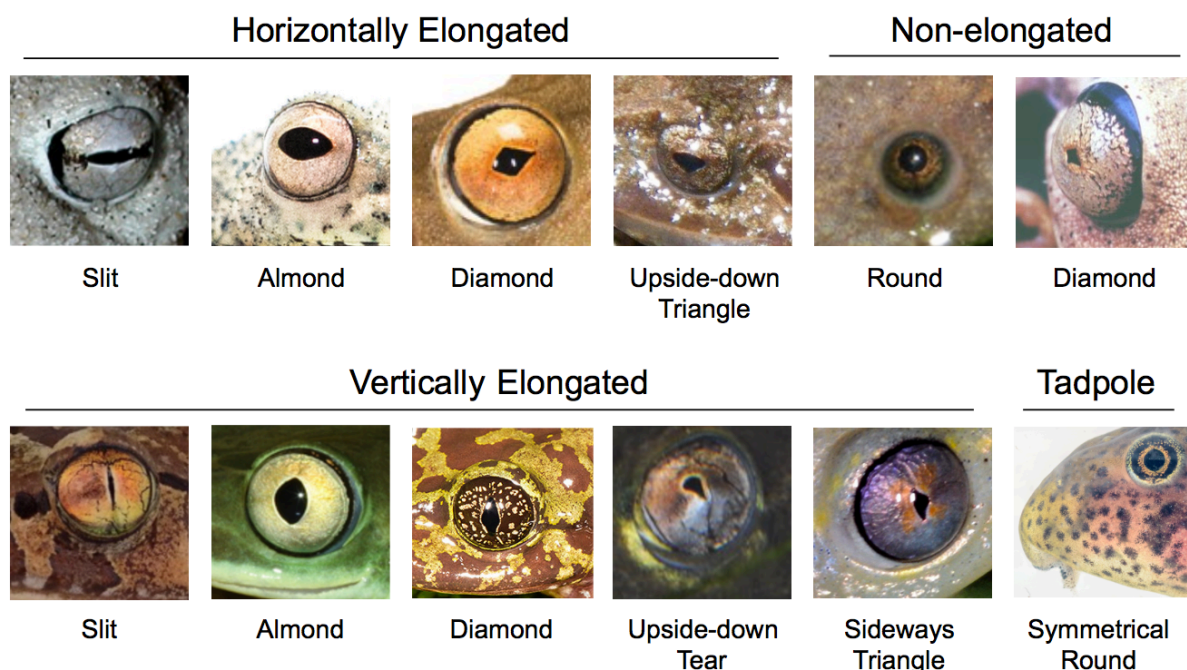 Horizontally Elongated
Non-elongated
Slit
Almond
Diamond
Upside-down
Triangle
Round
Diamond
Vertically Elongated
Tadpole
Slit
Almond
Diamond
Upside-down
Tear
Sideways
Triangle
Symmetrical
Round